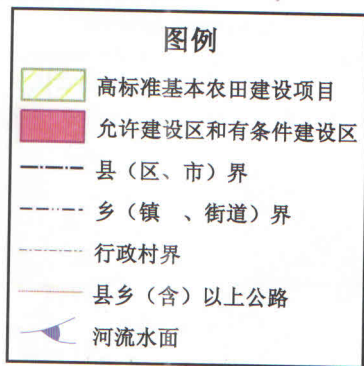 图例
高标准基本农田建设项目
允许建设区和有条件建设区
县（区、市）界
乡（镇 、街道）界
行政村界
县乡（含）以上公路
河流水面